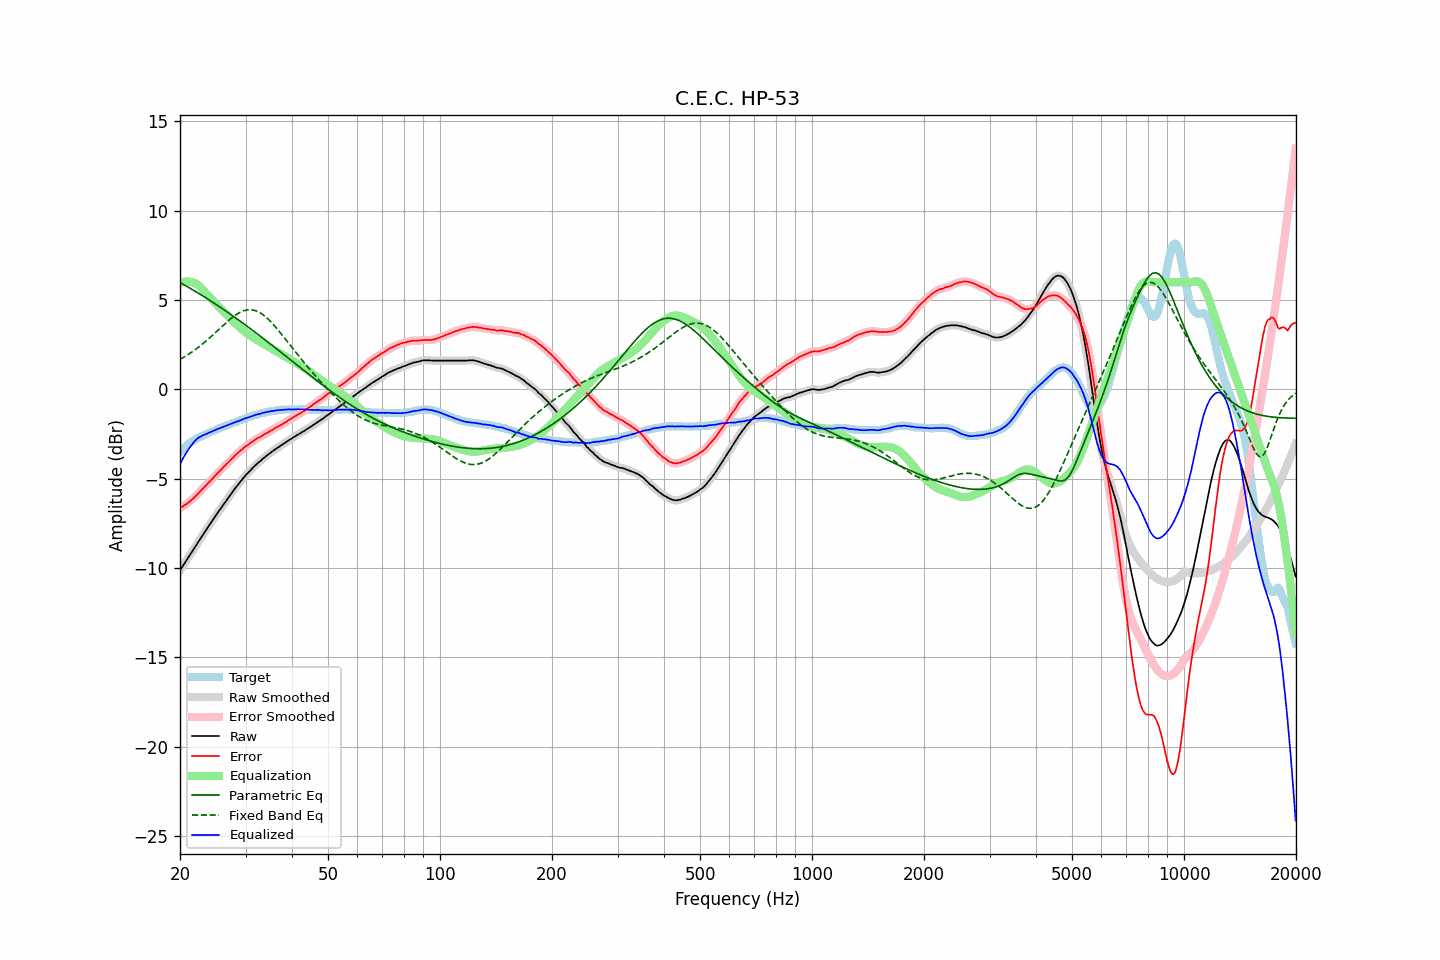 C.E.C. HP-53
15
10
5
0
−5
−10
−15
−20
−25
Amplitude (dBr)
Target
Raw Smoothed
Error Smoothed
Raw
Error
Equalization
Parametric Eq
Fixed Band Eq
Equalized
20 50 100 200 500 1000 2000 5000 10000 20000
Frequency (Hz)